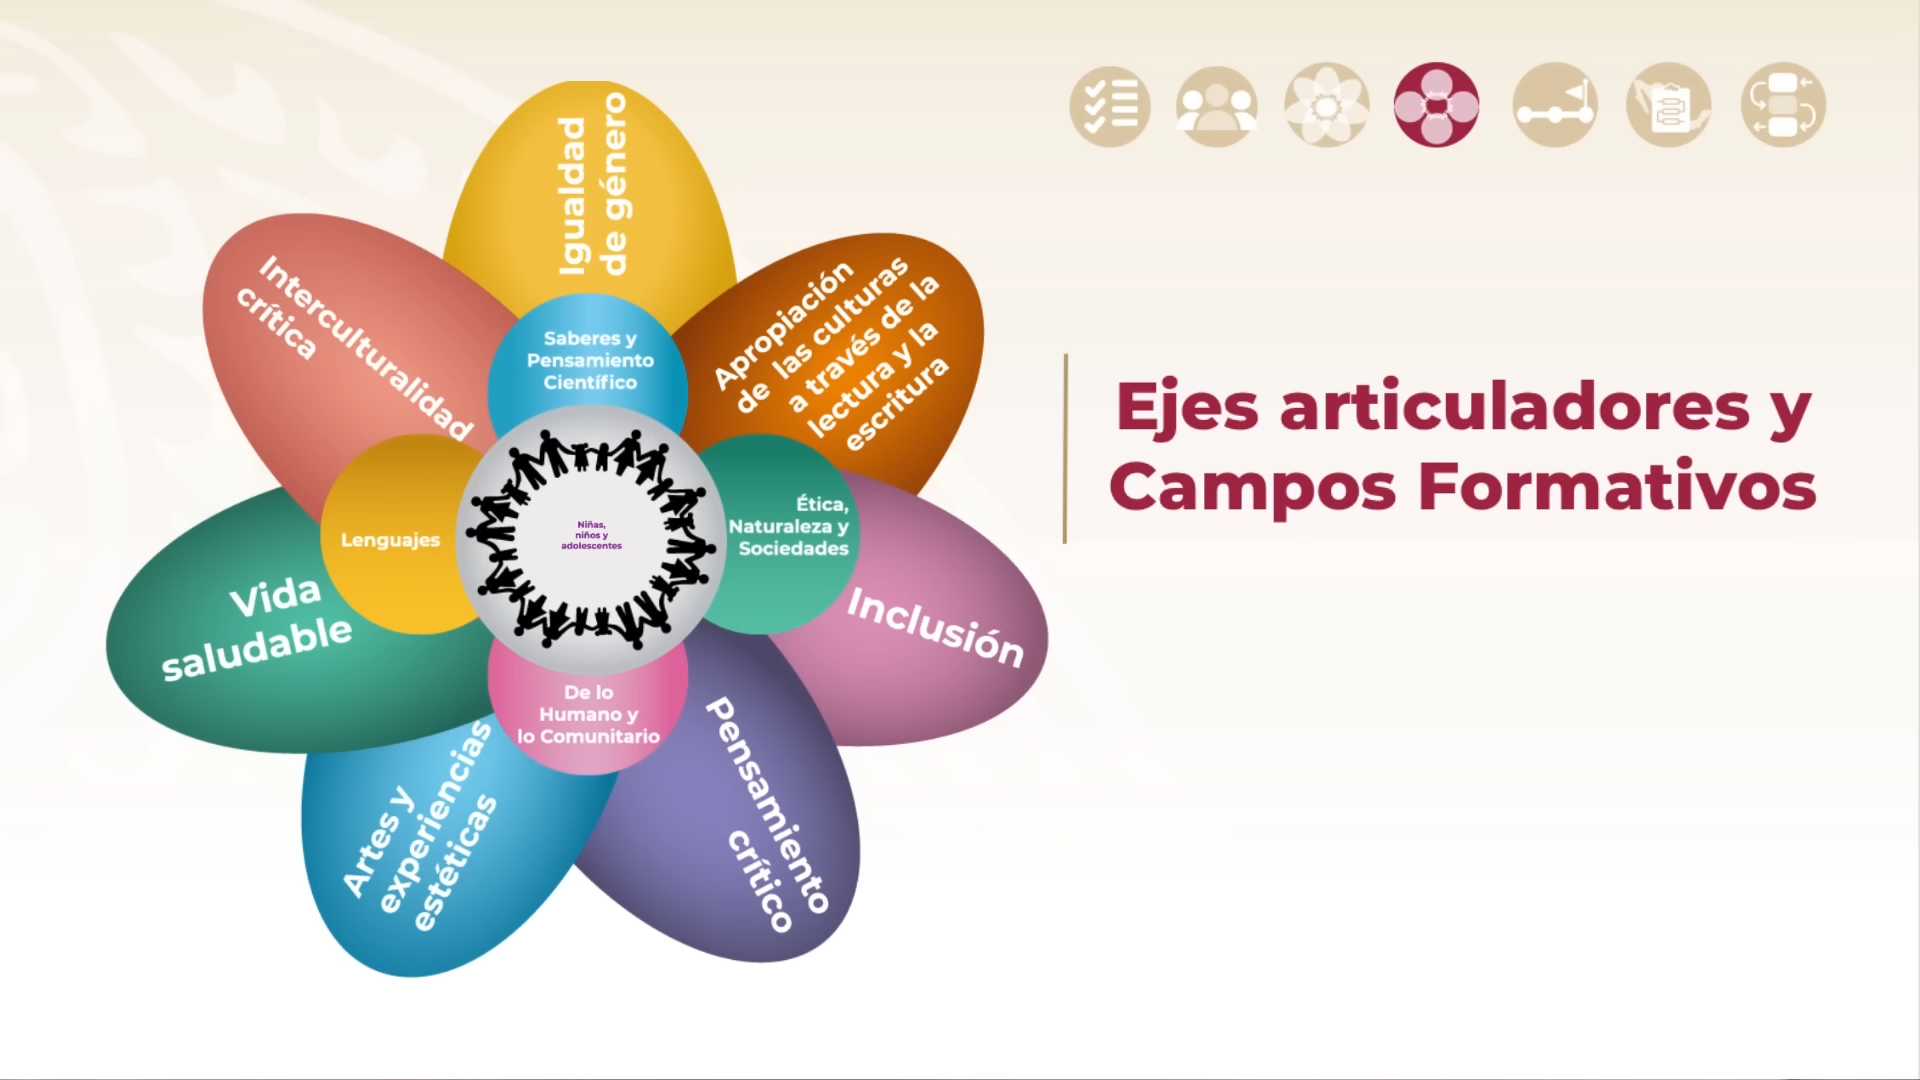 Igualdad
de género
Apropiación
de las culturas
a través de la
lectura y la
escritura
Inclusión
Pensamiento
crítico
Artes y
experiencias
estéticas
Vida
saludable
Interculturalidad
crítica
Saberes y
Pensamiento
Científico
Ética,
Naturaleza y
Sociedades
De lo
Humano y
lo Comunitario
Lenguajes
Niñas,
niños y
adolescentes
Ejes articuladores y
Campos Formativos